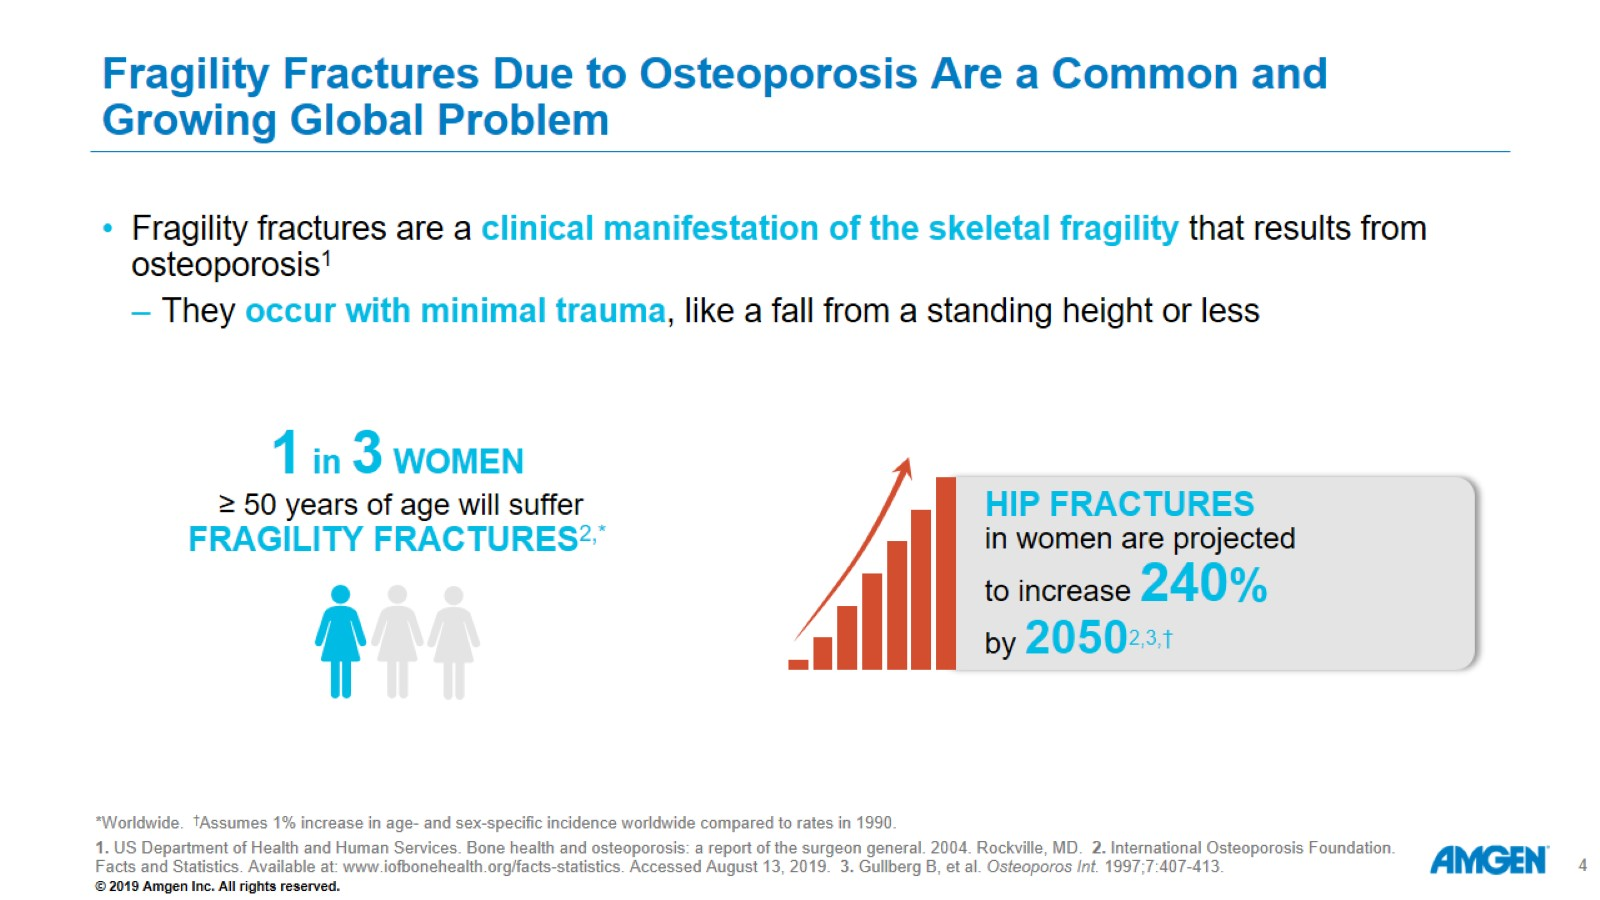 Fragility Fractures Due to Osteoporosis Are a Common and
Growing Global Problem
• Fragility fractures are a clinical manifestation of the skeletal fragility that results from
osteoporosis1
– They occur with minimal trauma, like a fall from a standing height or less
1 in 3 WOMEN
≥ 50 years of age will suffer
FRAGILITY FRACTURES2,*
HIP FRACTURES
in women are projected
to increase 240%
by 20502,3,†
*Worldwide. †Assumes 1% increase in age- and sex-specific incidence worldwide compared to rates in 1990.
1. US Department of Health and Human Services. Bone health and osteoporosis: a report of the surgeon general. 2004. Rockville, MD. 2. International Osteoporosis Foundation.
Facts and Statistics. Available at: www.iofbonehealth.org/facts-statistics. Accessed August 13, 2019. 3. Gullberg B, et al. Osteoporos Int. 1997;7:407-413.
© 2019 Amgen Inc. All rights reserved.
AMGEN
4